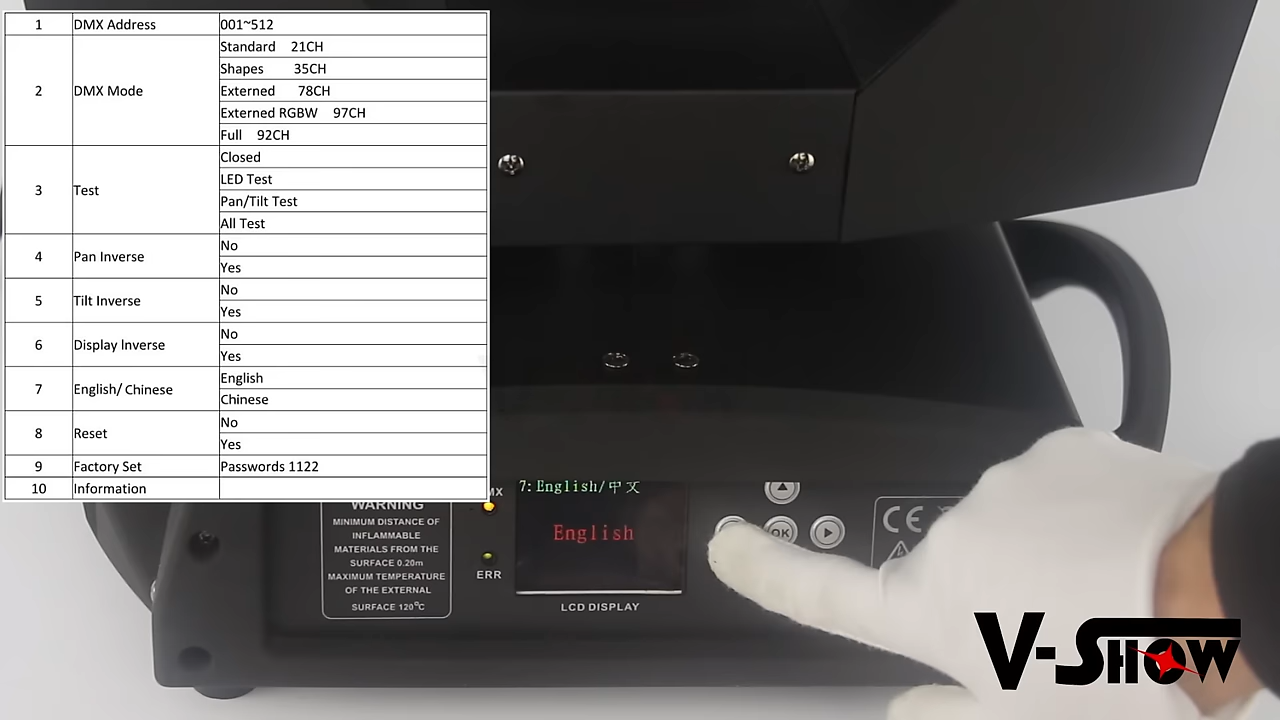 1 DMX Address 001~512
2 DMX Mode
Standard 21CH
Shapes 35CH
Externed 78CH
Externed RGBW 97CH
Full 92CH
3 Test
Closed
LED Test
Pan/Tilt Test
All Test
4 Pan Inverse
No
Yes
5 Tilt Inverse
No
Yes
6 Display Inverse
No
Yes
7 English/ Chinese
English
Chinese
8 Reset
No
Yes
9 Factory Set Passwords 1122
10 Information
WARNING
MINIMUM DISTANCE OF
INFLAMMABLE
MATERIALS FROM THE
SURFACE 0.20m
MAXIMUM TEMPERATURE
OF THE EXTERNAL
SURFACE 120°C
ERR
7:English/中文
English
LCD DISPLAY
OK
CE
V-SHOW